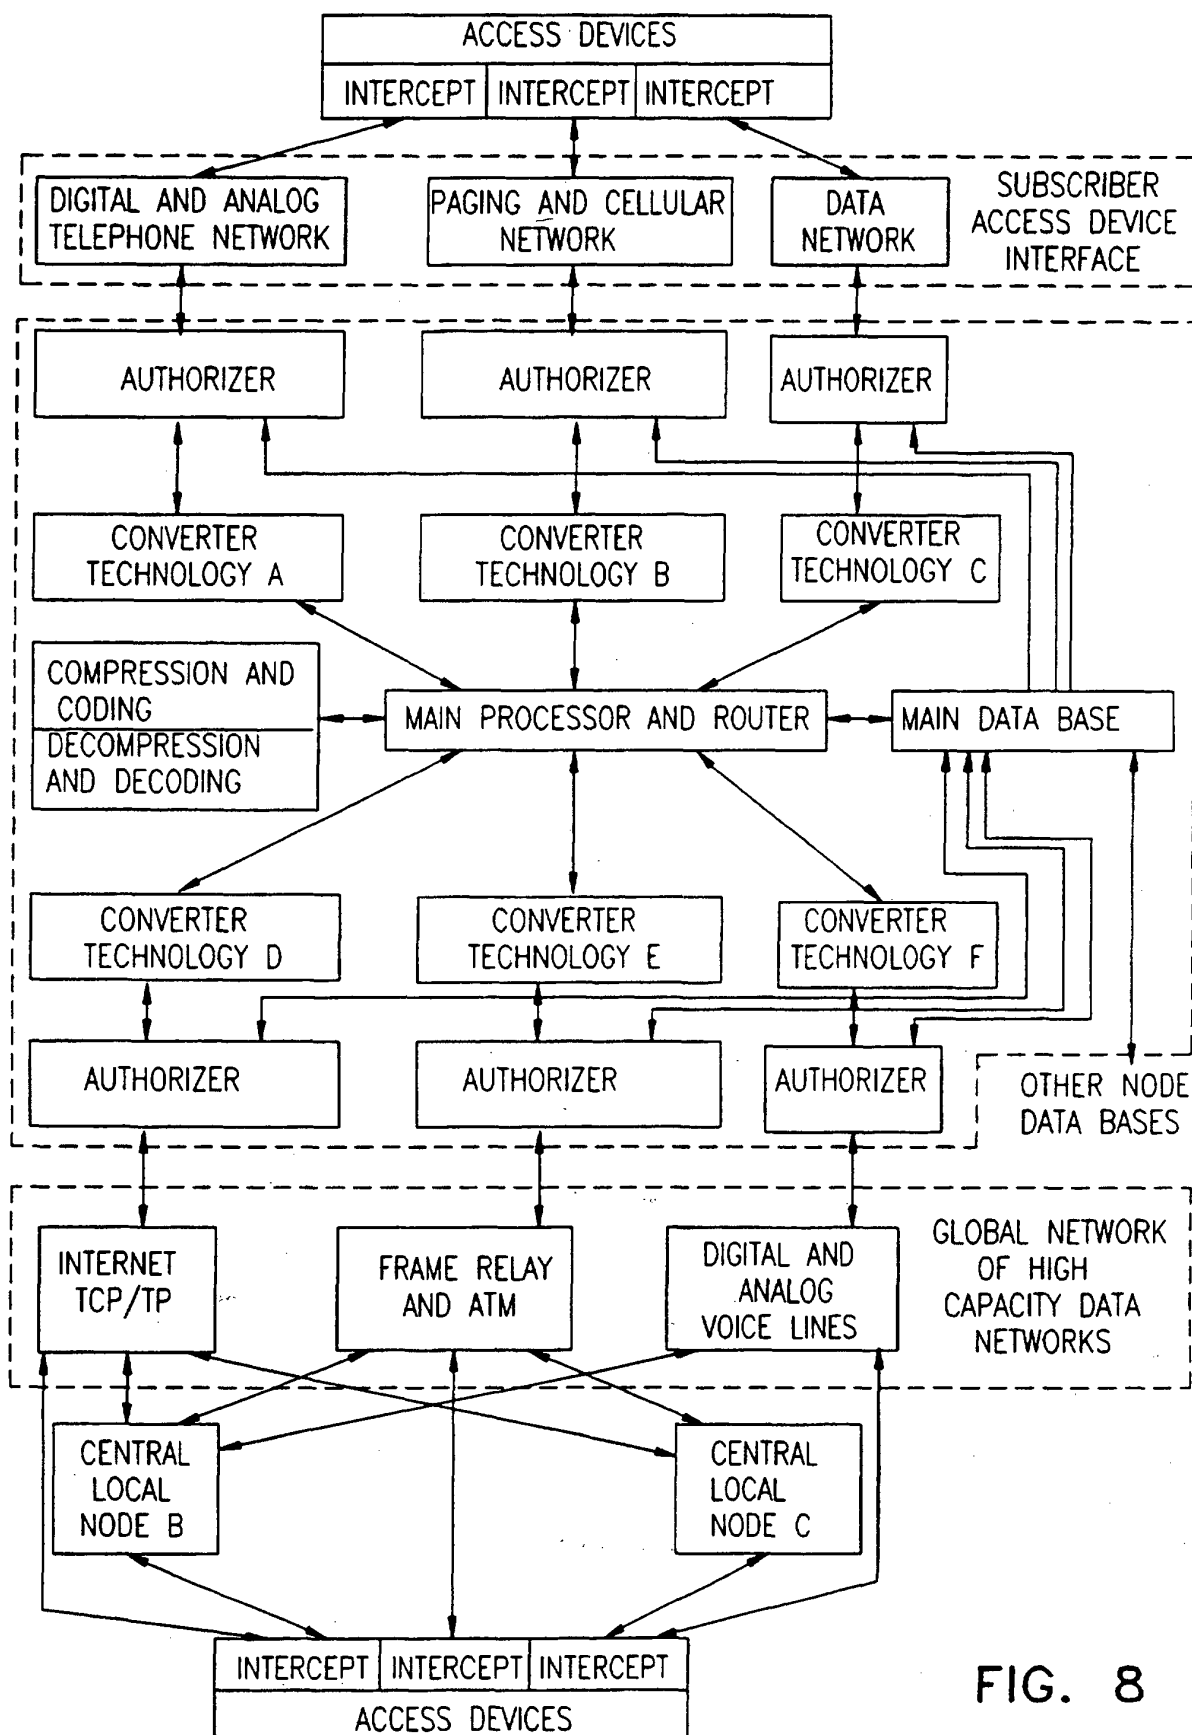 ACCESS DEVICES
INTERCEPT INTERCEPT INTERCEPT
DIGITAL AND ANALOG
TELEPHONE NETWORK
PAGING AND CELLULAR
NETWORK
DATA
NETWORK
SUBSCRIBER
ACCESS DEVICE
INTERFACE
AUTHORIZER
AUTHORIZER
AUTHORIZER
CONVERTER
TECHNOLOGY A
CONVERTER
TECHNOLOGY B
CONVERTER
TECHNOLOGY C
COMPRESSION AND
CODING
DECOMPRESSION
AND DECODING
MAIN PROCESSOR AND ROUTER
MAIN DATA BASE
CONVERTER
TECHNOLOGY D
CONVERTER
TECHNOLOGY E
CONVERTER
TECHNOLOGY F
AUTHORIZER
AUTHORIZER
AUTHORIZER
OTHER NODE
DATA BASES
INTERNET
TCP/TP
FRAME RELAY
AND ATM
DIGITAL AND
ANALOG
VOICE LINES
GLOBAL NETWORK
OF HIGH
CAPACITY DATA
NETWORKS
CENTRAL
LOCAL
NODE B
CENTRAL
LOCAL
NODE C
INTERCEPT INTERCEPT INTERCEPT
ACCESS DEVICES
FIG. 8